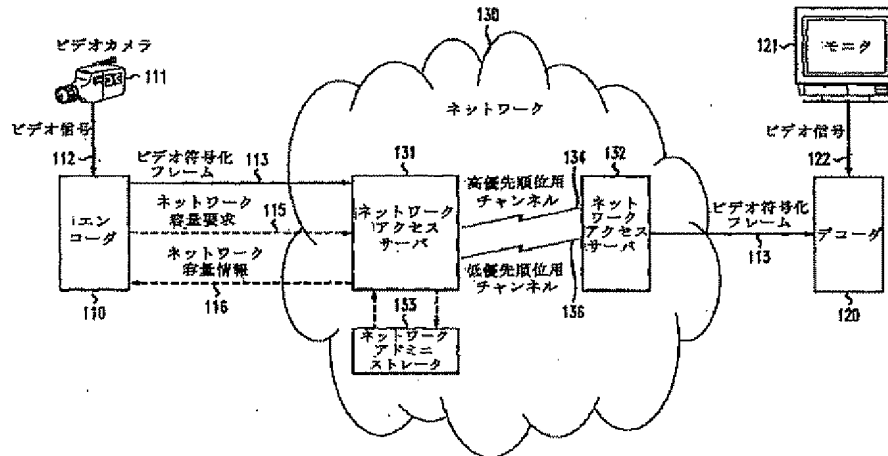 130
ビデオカメラ
111
ビデオ信号
112
ビデオ符号化
フレーム
113
ネットワーク
容量要求
115
ネットワーク
容量情報
116
iエンコ
ーダ
110
ネットワーク
131
ネットワーク
アクセス
サーバ
高優先順位用
チャンネル
134
低優先順位用
チャンネル
136
132
ネット
ワーク
アクセス
サーバ
133
ネットワーク
アドミニ
ストレータ
ビデオ符号化
フレーム
113
121
モニタ
ビデオ信号
122
デコーダ
120